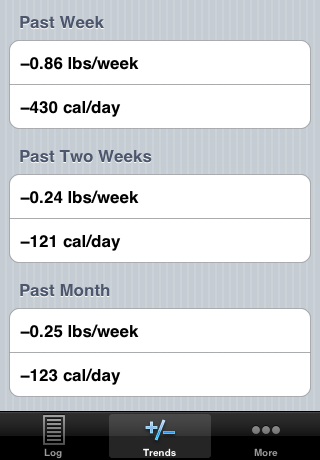 Past Week
−0.86 lbs/week
−430 cal/day
Past Two Weeks
−0.24 lbs/week
−121 cal/day
Past Month
−0.25 lbs/week
−123 cal/day
+/−
Log Trends More